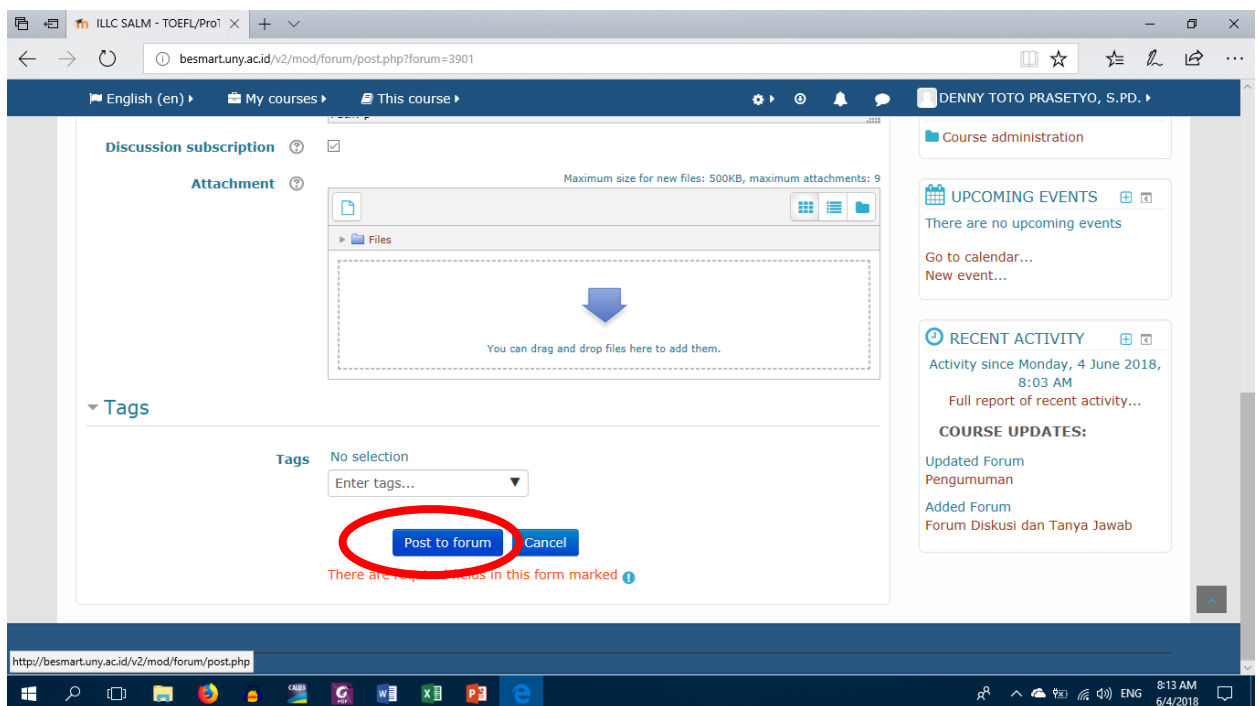 ILLC SALM - TOEFL/ProT
besmart.uny.ac.id/v2/mod/forum/post.php?forum=3901
English (en) My courses This course DENNY TOTO PRASETYO, S.PD.
Discussion subscription
Course administration
Attachment
Maximum size for new files: 500KB, maximum attachments: 9
Files
You can drag and drop files here to add them.
UPCOMING EVENTS
There are no upcoming events
Go to calendar...
New event...
RECENT ACTIVITY
Activity since Monday, 4 June 2018,
8:03 AM
Full report of recent activity...
COURSE UPDATES:
Updated Forum
Pengumuman
Added Forum
Forum Diskusi dan Tanya Jawab
Tags
Tags
No selection
Enter tags...
Post to forum Cancel
There are required fields in this form marked
http://besmart.uny.ac.id/v2/mod/forum/post.php
ENG
8:13 AM
6/4/2018